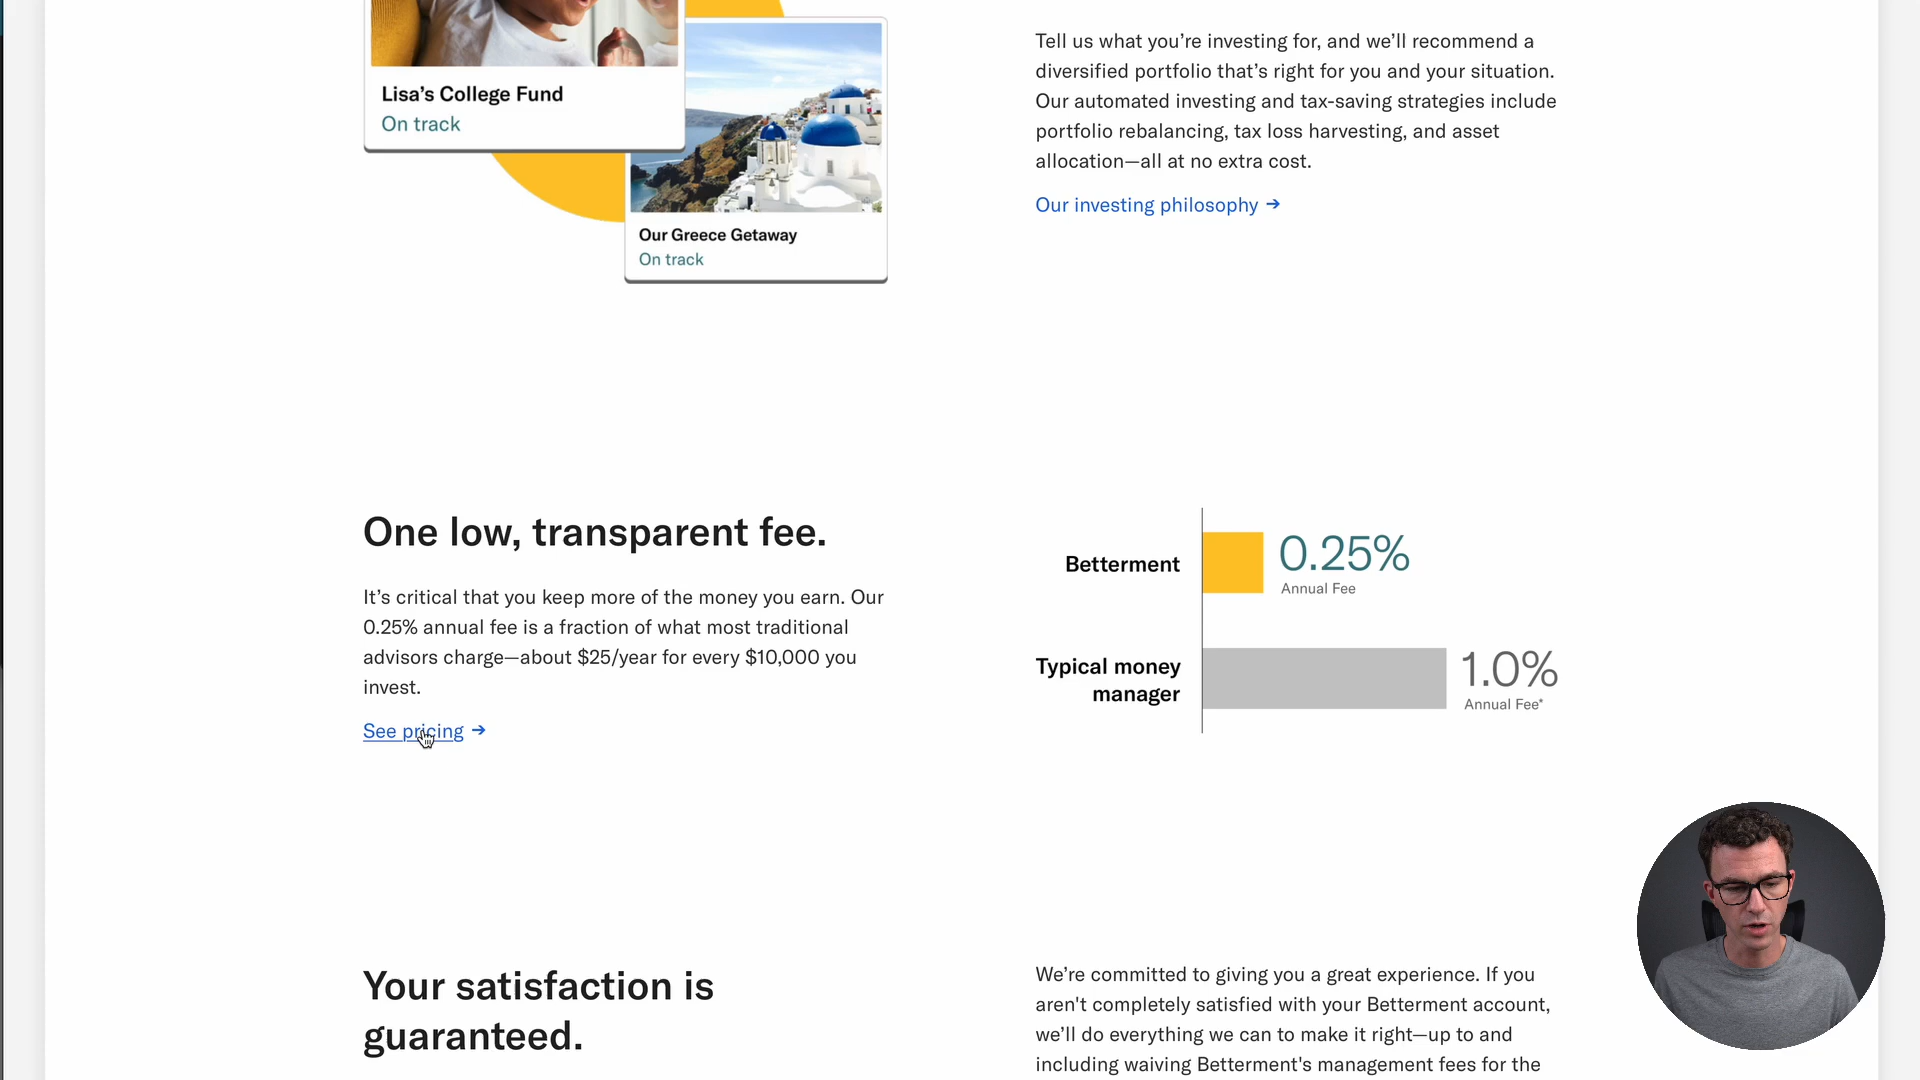 Lisa’s College Fund
On track
Our Greece Getaway
On track
Tell us what you’re investing for, and we’ll recommend a
diversified portfolio that’s right for you and your situation.
Our automated investing and tax-saving strategies include
portfolio rebalancing, tax loss harvesting, and asset
allocation—all at no extra cost.
Our investing philosophy →
One low, transparent fee.
It’s critical that you keep more of the money you earn. Our
0.25% annual fee is a fraction of what most traditional
advisors charge—about $25/year for every $10,000 you
invest.
See pricing →
Betterment
0.25%
Annual Fee
Typical money
manager
1.0%
Annual Fee*
Your satisfaction is
guaranteed.
We’re committed to giving you a great experience. If you
aren't completely satisfied with your Betterment account,
we’ll do everything we can to make it right—up to and
including waiving Betterment's management fees for the